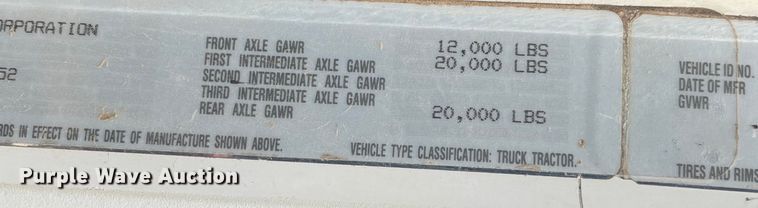 ORPORATION
52
FRONT AXLE GAWR 12,000 LBS
FIRST INTERMEDIATE AXLE GAWR 20,000 LBS
SECOND INTERMEDIATE AXLE GAWR
THIRD INTERMEDIATE AXLE GAWR
REAR AXLE GAWR 20,000 LBS
RDS IN EFFECT ON THE DATE OF MANUFACTURE SHOWN ABOVE.
VEHICLE TYPE CLASSIFICATION: TRUCK TRACTOR.
VEHICLE ID NO.
DATE OF MFR
GVWR
TIRES AND RIMS
Purple Wave Auction